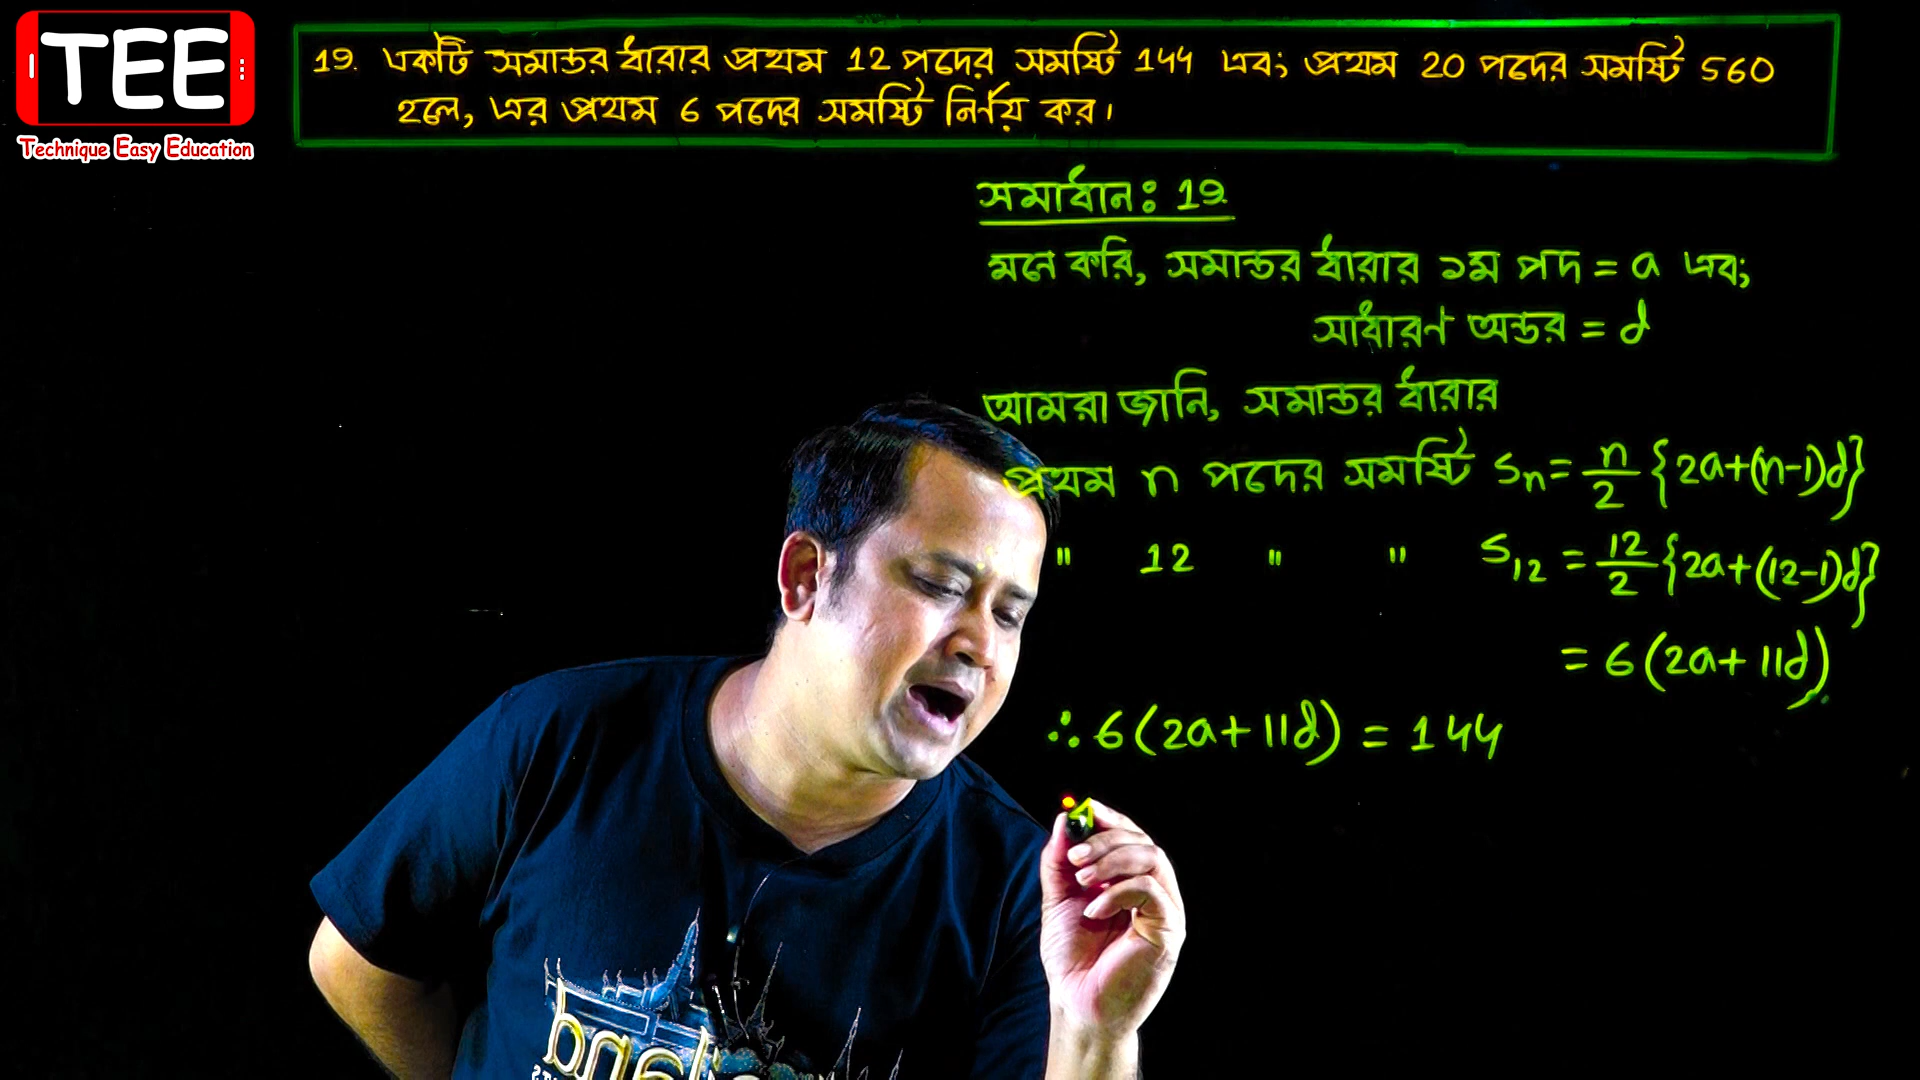 TEE
Technique Easy Education
19. একটি সমান্তর ধারার প্রথম 12 পদের সমষ্টি 144 এবং প্রথম 20 পদের সমষ্টি 560
হলে, এর প্রথম 6 পদের সমষ্টি নির্ণয় কর।
সমাধান: 19
মনে করি, সমান্তর ধারার ১ম পদ = a এবং
সাধারণ অন্তর = d
আমরা জানি, সমান্তর ধারার
প্রথম n পদের সমষ্টি Sn = n/2 {2a+(n-1)d}
" 12 " " S12 = 12/2 {2a+(12-1)d}
= 6(2a+11d)
∴ 6(2a+11d) = 144